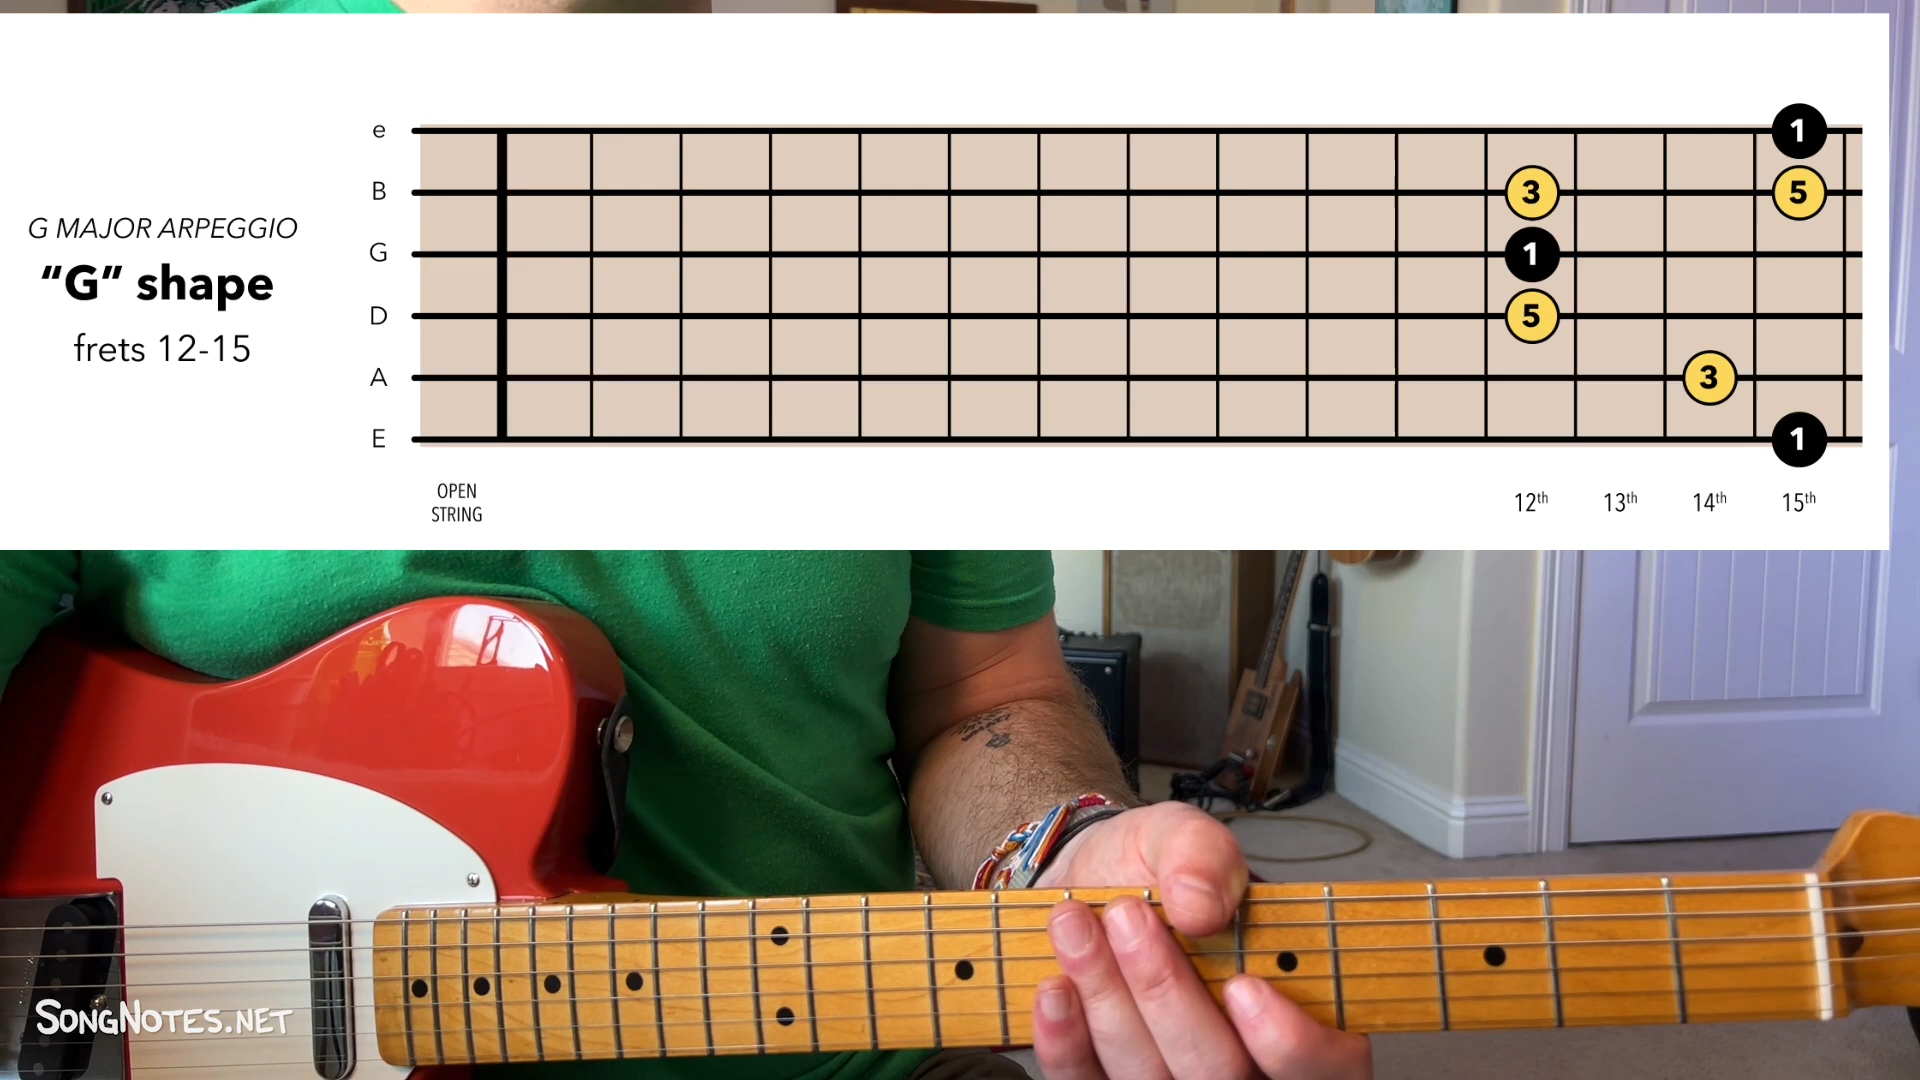 G MAJOR ARPEGGIO
“G” shape
frets 12-15
e
B
G
D
A
E
1
3
5
1
5
3
1
OPEN
STRING
12th
13th
14th
15th
SONGNOTES.NET